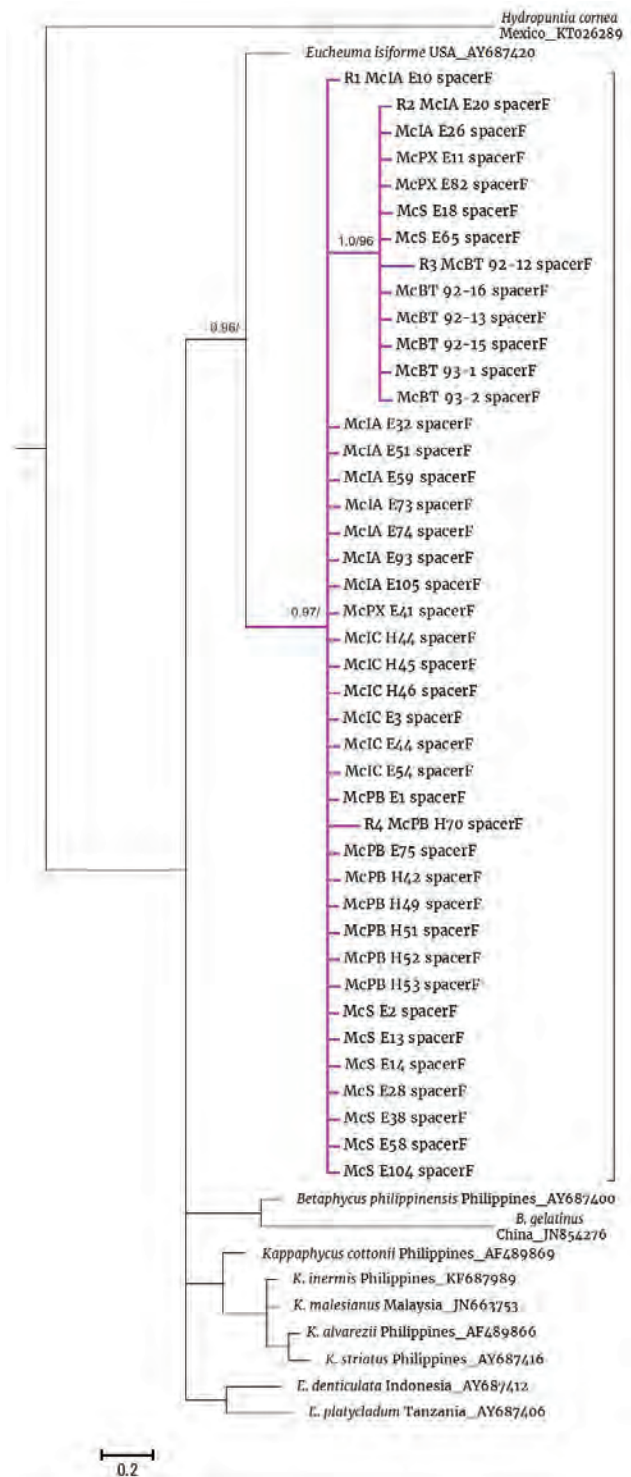 Hydropuntia cornea
Mexico_KT026289
Eucheuma isiforme USA_AY687420
R1 McIA E10 spacerF
R2 McIA E20 spacerF
McIA E26 spacerF
McPX E11 spacerF
McPX E82 spacerF
McS E18 spacerF
McS E65 spacerF
1.0/96
R3 McBT 92-12 spacerF
McBT 92-16 spacerF
McBT 92-13 spacerF
0.96/
McBT 92-15 spacerF
McBT 93-1 spacerF
McBT 93-2 spacerF
McIA E32 spacerF
McIA E51 spacerF
McIA E59 spacerF
McIA E73 spacerF
McIA E74 spacerF
McIA E93 spacerF
McIA E105 spacerF
0.97/
McPX E41 spacerF
McIC H44 spacerF
McIC H45 spacerF
McIC H46 spacerF
McIC E3 spacerF
McIC E44 spacerF
McIC E54 spacerF
McPB E1 spacerF
R4 McPB H70 spacerF
McPB E75 spacerF
McPB H42 spacerF
McPB H49 spacerF
McPB H51 spacerF
McPB H52 spacerF
McPB H53 spacerF
McS E2 spacerF
McS E13 spacerF
McS E14 spacerF
McS E28 spacerF
McS E38 spacerF
McS E58 spacerF
McS E104 spacerF
Betaphycus philippinensis Philippines_AY687400
B. gelatinus
China_JN854276
Kappaphycus cottonii Philippines_AF489869
K. inermis Philippines_KF687989
K. malesianus Malaysia_JN663753
K. alvarezii Philippines_AF489866
K. striatus Philippines_AY687416
E. denticulata Indonesia_AY687412
E. platycladum Tanzania_AY687406
0.2